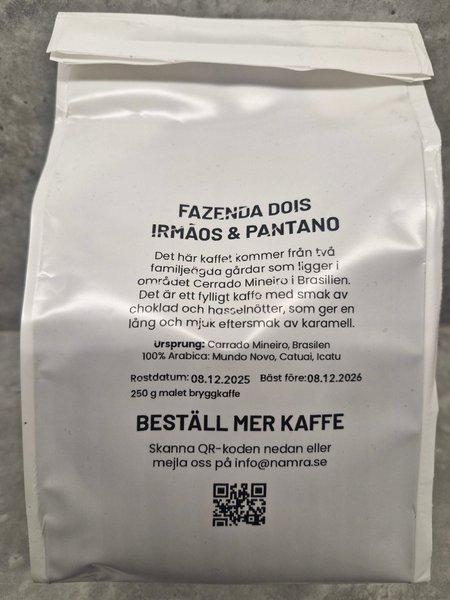 FAZENDA DOIS
IRMÃOS & PANTANO
Det här kaffet kommer från två
familjeägda gårdar som ligger i
området Cerrado Mineiro i Brasilien.
Det är ett fylligt kaffe med smak av
choklad och hasselnötter, som ger en
lång och mjuk eftersmak av karamell.
Ursprung: Carrado Mineiro, Brasilen
100% Arabica: Mundo Novo, Catuai, Icatu
Rostdatum: 08.12.2025 Bäst före:08.12.2026
250 g malet bryggkaffe
BESTÄLL MER KAFFE
Skanna QR-koden nedan eller
mejla oss på info@namra.se